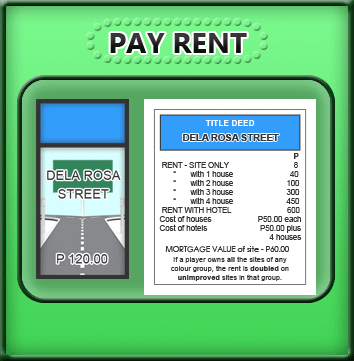 PAY RENT
DELA ROSA
STREET
P 120.00
TITLE DEED
DELA ROSA STREET
P
RENT - SITE ONLY 8
" with 1 house 40
" with 2 house 100
" with 3 house 300
" with 4 house 450
RENT WITH HOTEL 600
Cost of houses P50.00 each
Cost of hotels P50.00 plus
4 houses
MORTGAGE VALUE of site - P60.00
If a player owns all the sites of any
colour group, the rent is doubled on
unimproved sites in that group.